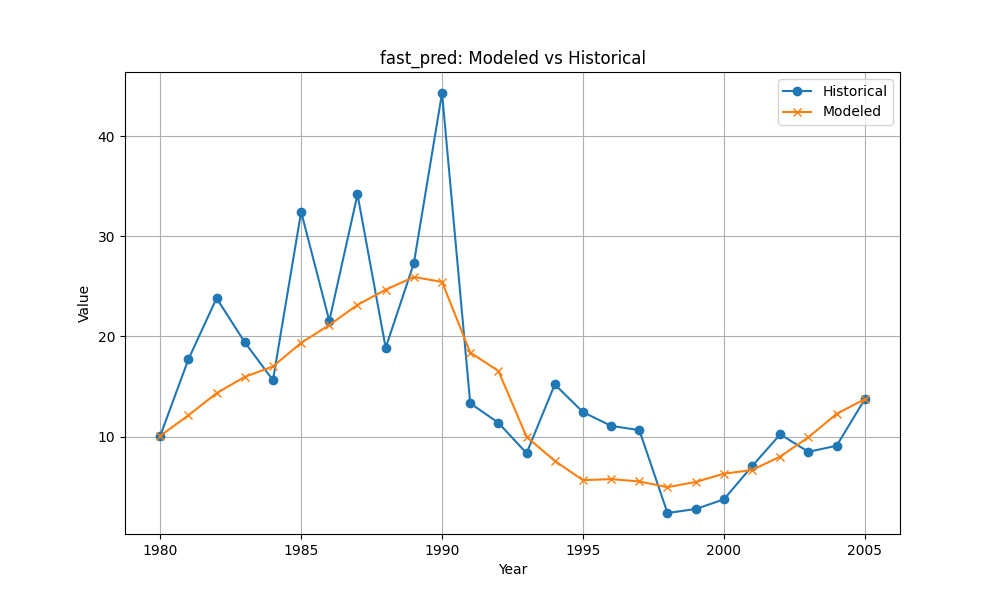 fast_pred: Modeled vs Historical
Historical
Modeled
Value
40
30
20
10
1980
1985
1990
1995
2000
2005
Year